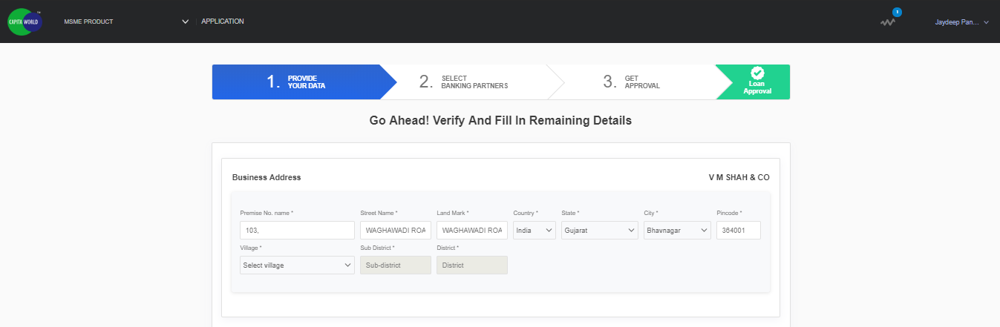 CAPITA WORLD
MSME PRODUCT
APPLICATION
1
Jaydeep Pan...
1. PROVIDE YOUR DATA
2. SELECT BANKING PARTNERS
3. GET APPROVAL
Loan Approval
Go Ahead! Verify And Fill In Remaining Details
Business Address
V M SHAH & CO
Premise No. name * Street Name * Land Mark * Country * State * City * Pincode *
103, WAGHAWADI ROA WAGHAWADI ROA India Gujarat Bhavnagar 364001
Village * Sub District * District *
Select village Sub-district District